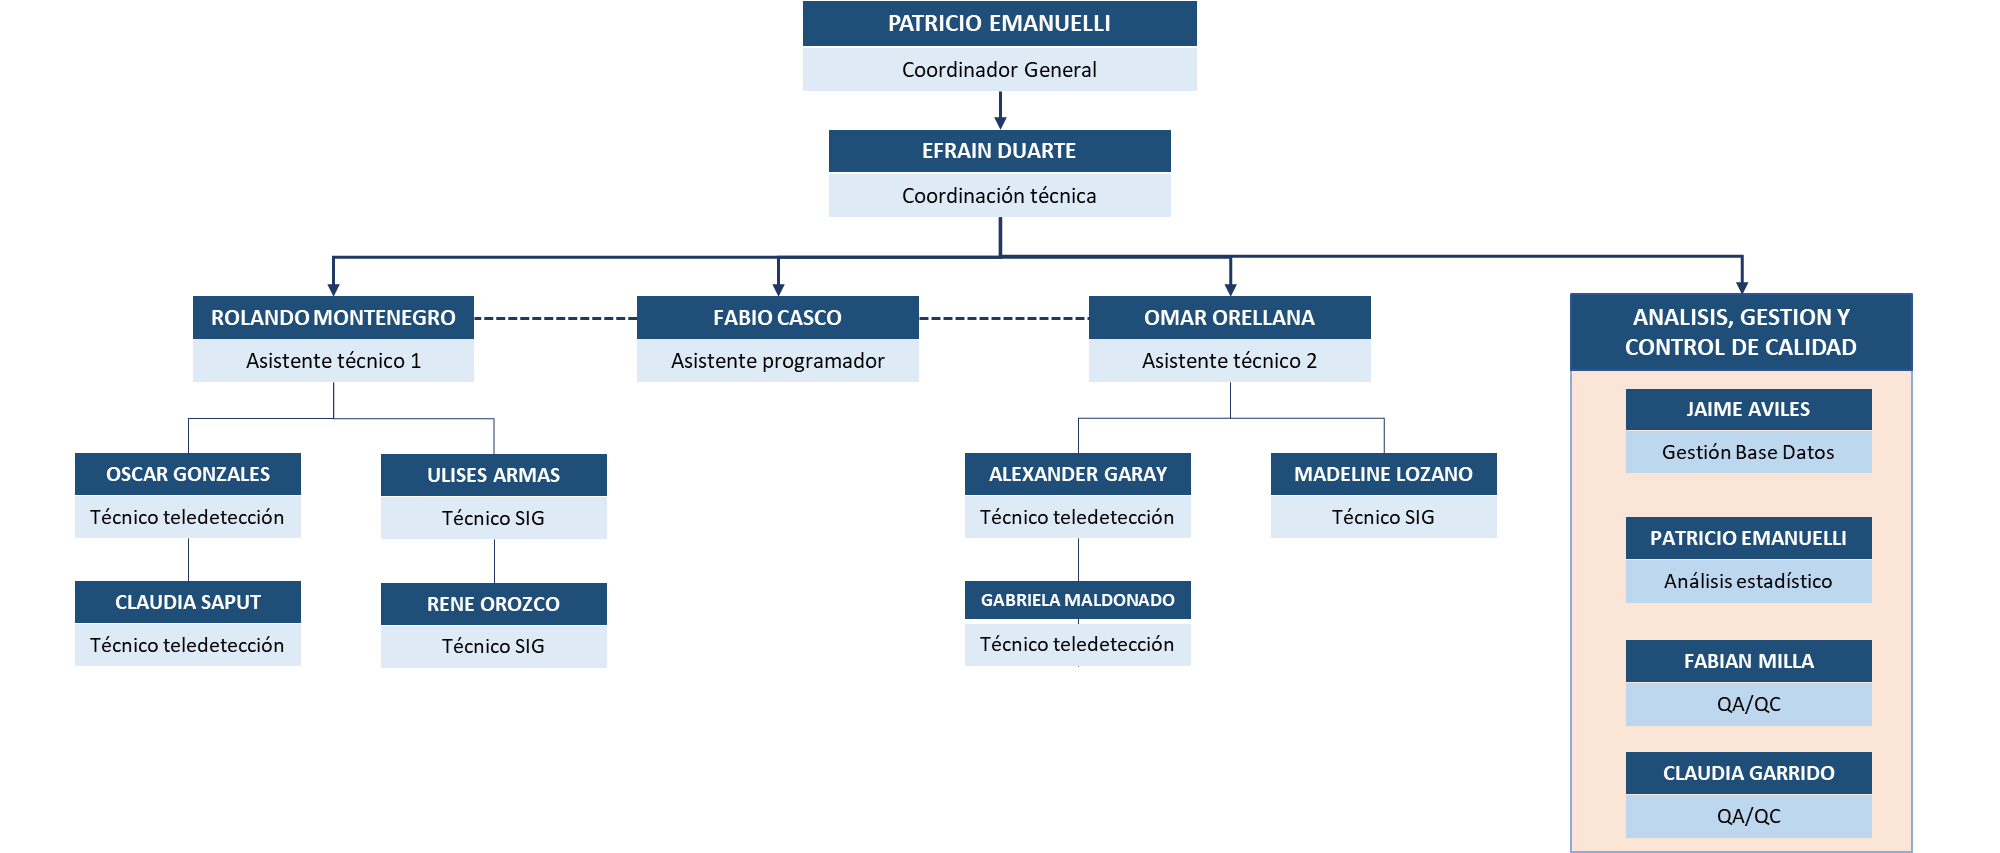 PATRICIO EMANUELLI
Coordinador General
EFRAIN DUARTE
Coordinación técnica
ROLANDO MONTENEGRO
Asistente técnico 1
FABIO CASCO
Asistente programador
OMAR ORELLANA
Asistente técnico 2
OSCAR GONZALES
Técnico teledetección
ULISES ARMAS
Técnico SIG
CLAUDIA SAPUT
Técnico teledetección
RENE OROZCO
Técnico SIG
ALEXANDER GARAY
Técnico teledetección
MADELINE LOZANO
Técnico SIG
GABRIELA MALDONADO
Técnico teledetección
ANALISIS, GESTION Y
CONTROL DE CALIDAD
JAIME AVILES
Gestión Base Datos
PATRICIO EMANUELLI
Análisis estadístico
FABIAN MILLA
QA/QC
CLAUDIA GARRIDO
QA/QC